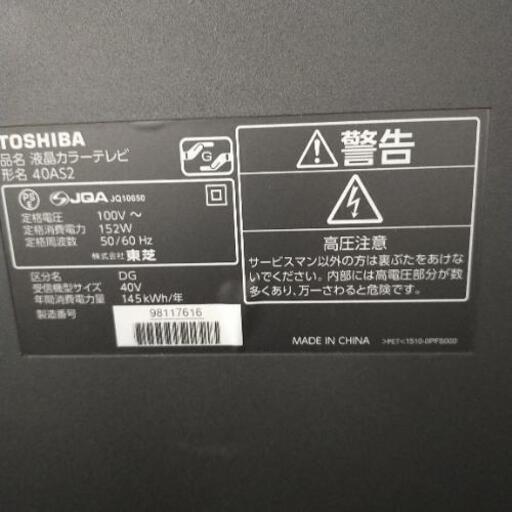 TOSHIBA
品名 液晶カラーテレビ
形名 40AS2
G
PS
E
JQA JQ10650
定格電圧 100V ～
定格消費電力 152W
定格周波数 50/60 Hz
株式会社 東芝
区分名 DG
受信機型サイズ 40V
年間消費電力量 145kWh/年
製造番号 98117616
警告
高圧注意
サービスマン以外の方は裏ぶたをあけな
いでください。内部には高電圧部分が数
多くあり、万一さわると危険です。
MADE IN CHINA